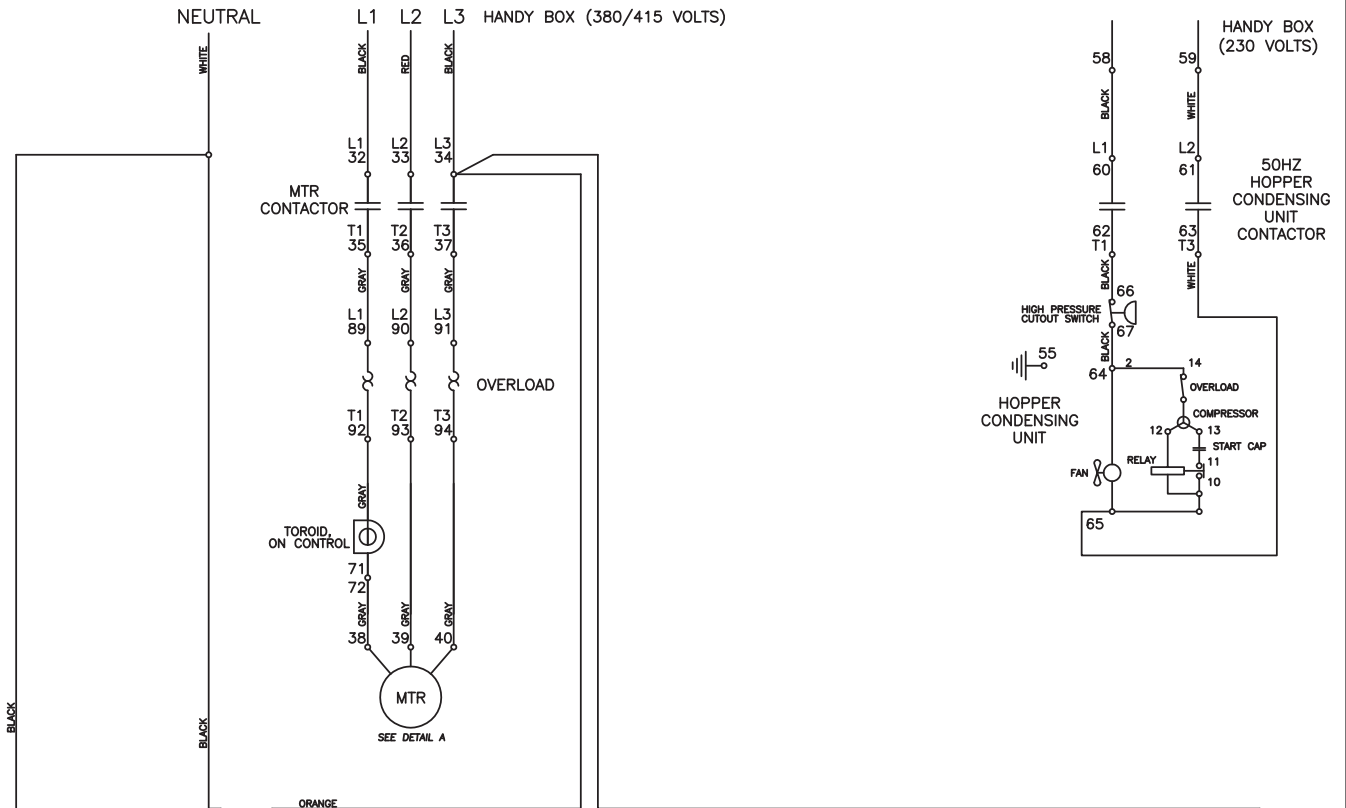 NEUTRAL
L1 L2 L3 HANDY BOX (380/415 VOLTS)
WHITE
BLACK
RED
BLACK
L1 L2 L3
32 33 34
MTR
CONTACTOR
T1 T2 T3
35 36 37
GRAY
GRAY
GRAY
L1 L2 L3
89 90 91
OVERLOAD
T1 T2 T3
92 93 94
GRAY
TOROID,
ON CONTROL
71
72
GRAY
GRAY
GRAY
38 39 40
MTR
SEE DETAIL A
BLACK
BLACK
ORANGE
HANDY BOX
(230 VOLTS)
58 59
BLACK
WHITE
L1 L2
60 61
50HZ
HOPPER
CONDENSING
UNIT
CONTACTOR
62 63
T1 T3
BLACK
WHITE
66
HIGH PRESSURE
CUTOUT SWITCH
67
BLACK
55
64 2 14
OVERLOAD
HOPPER
CONDENSING
UNIT
COMPRESSOR
12 13
START CAP
RELAY 11
FAN
10
65